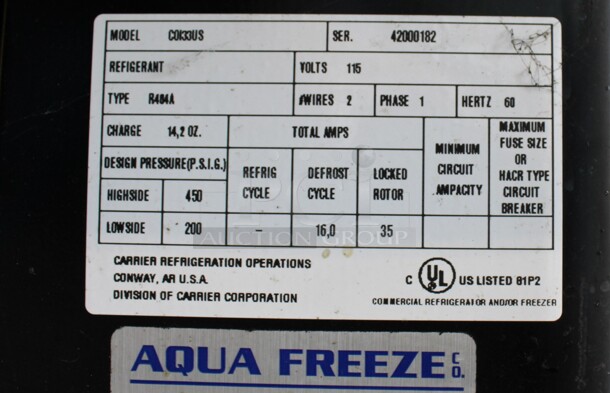 MODEL COK33US SER. 42000182
REFIGERANT VOLTS 115
TYPE R404A #WIRES 2 PHASE 1 HERTZ 60
CHARGE 14,2 OZ. TOTAL AMPS MINIMUM CIRCUIT AMPACITY MAXIMUM FUSE SIZE OR HACR TYPE CIRCUIT BREAKER
DESIGN PRESSURE(P.S.I.G.) REFRIG CYCLE DEFROST CYCLE LOCKED ROTOR
HIGHSIDE 450
LOWSIDE 200 – 16,0 35
AUCTION GROUP
CARRIER REFRIGERATION OPERATIONS
CONWAY, AR U.S.A.
DIVISION OF CARRIER CORPORATION
C UL US LISTED 81P2
COMMERCIAL REFRIGERATOR AND/OR FREEZER
AQUA FREEZE CO.